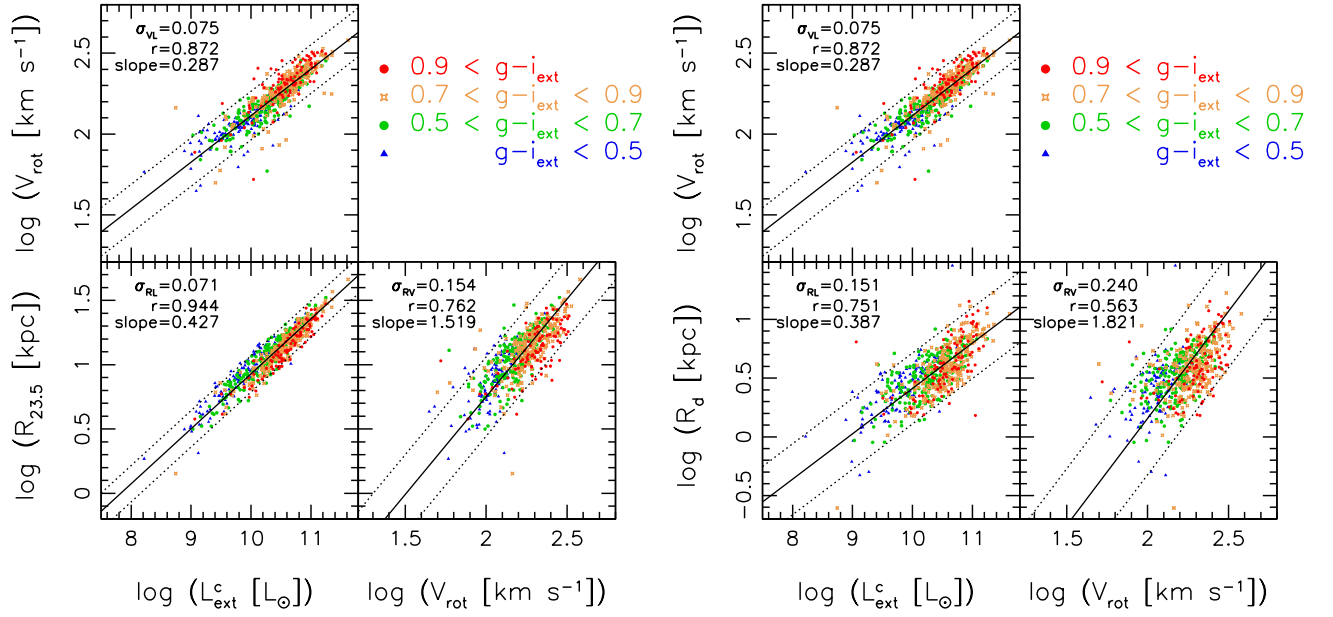 σVL=0.075
r=0.872
slope=0.287
log (Vrot [km s−1])
2.5
2
1.5
0.9 < g−iext
0.7 < g−iext < 0.9
0.5 < g−iext < 0.7
g−iext < 0.5
σRL=0.071
r=0.944
slope=0.427
log (R23.5 [kpc])
1.5
1
0.5
0
8 9 10 11
log (Lcext [L⊙])
σRV=0.154
r=0.762
slope=1.519
1.5 2 2.5
log (Vrot [km s−1])
σVL=0.075
r=0.872
slope=0.287
log (Vrot [km s−1])
2.5
2
1.5
0.9 < g−iext
0.7 < g−iext < 0.9
0.5 < g−iext < 0.7
g−iext < 0.5
σRL=0.151
r=0.751
slope=0.387
log (Rd [kpc])
1
0.5
0
−0.5
8 9 10 11
log (Lcext [L⊙])
σRV=0.240
r=0.563
slope=1.821
1.5 2 2.5
log (Vrot [km s−1])